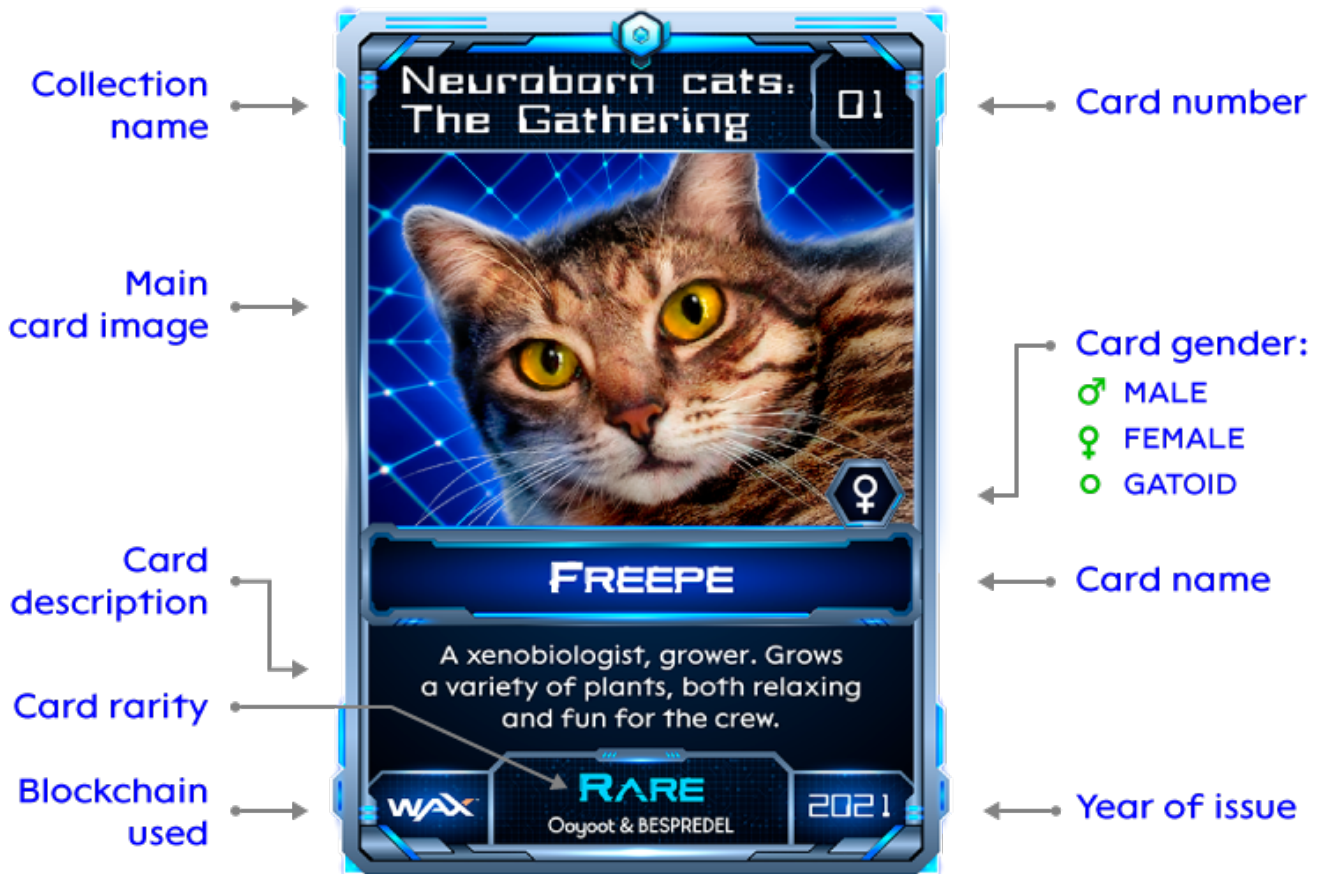 Collection
name
Neuroborn cats:
The Gathering
01
Card number
Main
card image
Card gender:
♂ MALE
♀ FEMALE
⚪ GATOID
♀
Card
description
FREEPE
Card name
A xenobiologist, grower. Grows
a variety of plants, both relaxing
and fun for the crew.
Card rarity
RARE
Ooyoot & BESPREDEL
Blockchain
used
WAX
2021
Year of issue